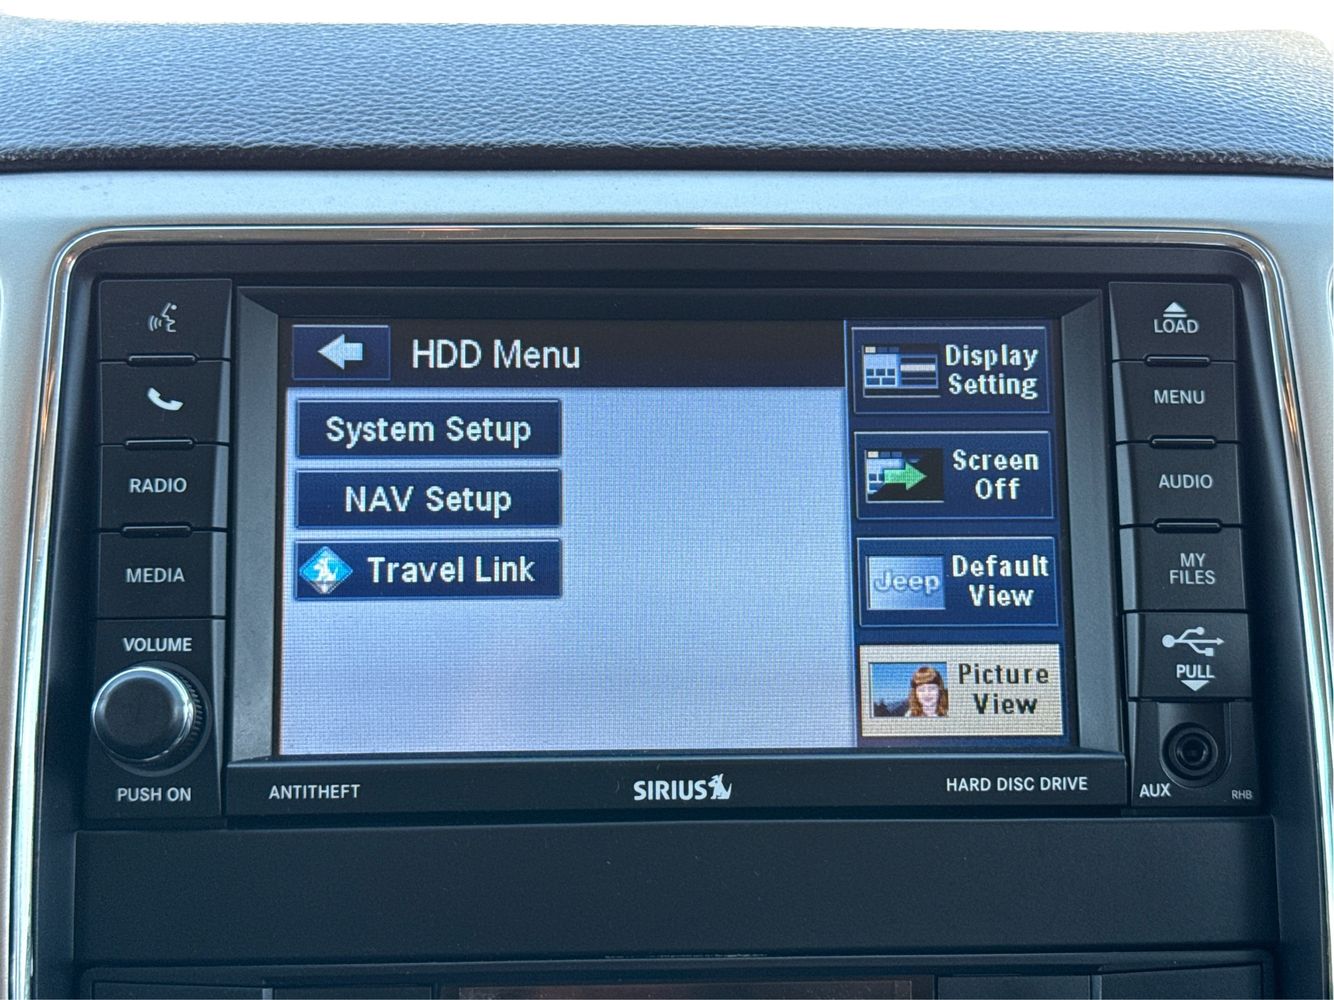 HDD Menu
System Setup
NAV Setup
Travel Link
Display
Setting
Screen
Off
Jeep
Default
View
Picture
View
RADIO
MEDIA
VOLUME
PUSH ON
LOAD
MENU
AUDIO
MY
FILES
PULL
AUX
RHB
ANTITHEFT
SIRIUS
HARD DISC DRIVE